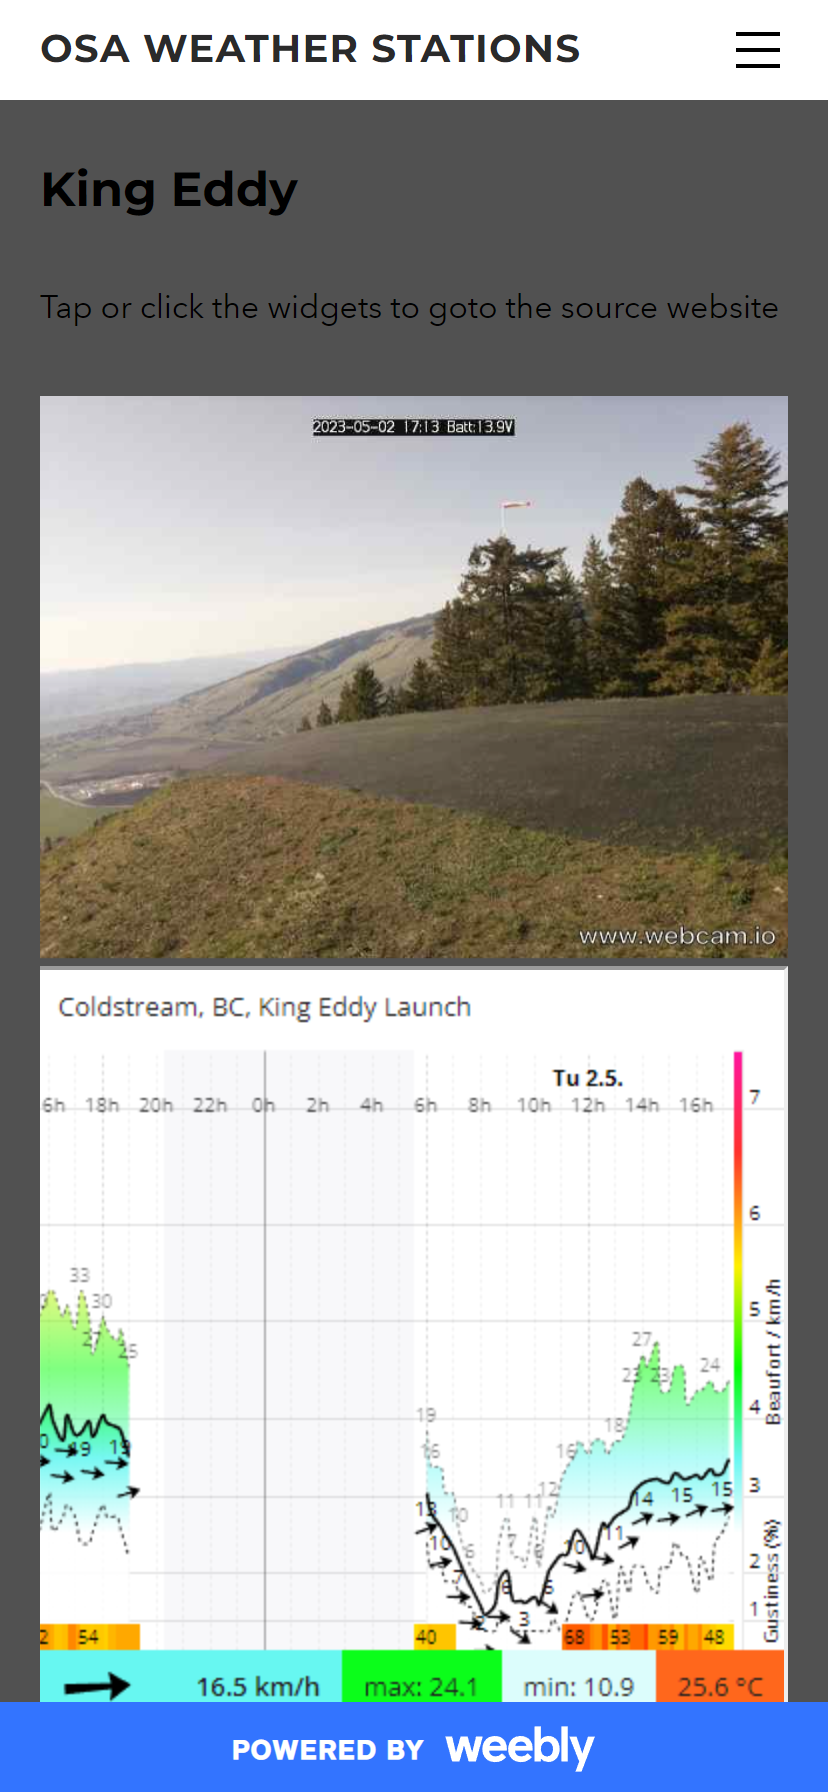 OSA WEATHER STATIONS
King Eddy
Tap or click the widgets to goto the source website
2023-05-02 17:13 Batt:13.9V
www.webcam.io
Coldstream, BC, King Eddy Launch
Tu 2.5.
6h 18h 20h 22h 0h 2h 4h 6h 8h 10h 12h 14h 16h
7
6
5
4
3
2
1
Beaufort / km/h
Gustiness (%)
33
30
27
25
19
19
19
16
13
10
10
7
6
11
7
11
12
6
3
5
16
18
10
11
27
23
23
24
14
15
15
2 54 40 68 53 59 48
16.5 km/h max: 24.1 min: 10.9 25.6 °C
POWERED BY weebly